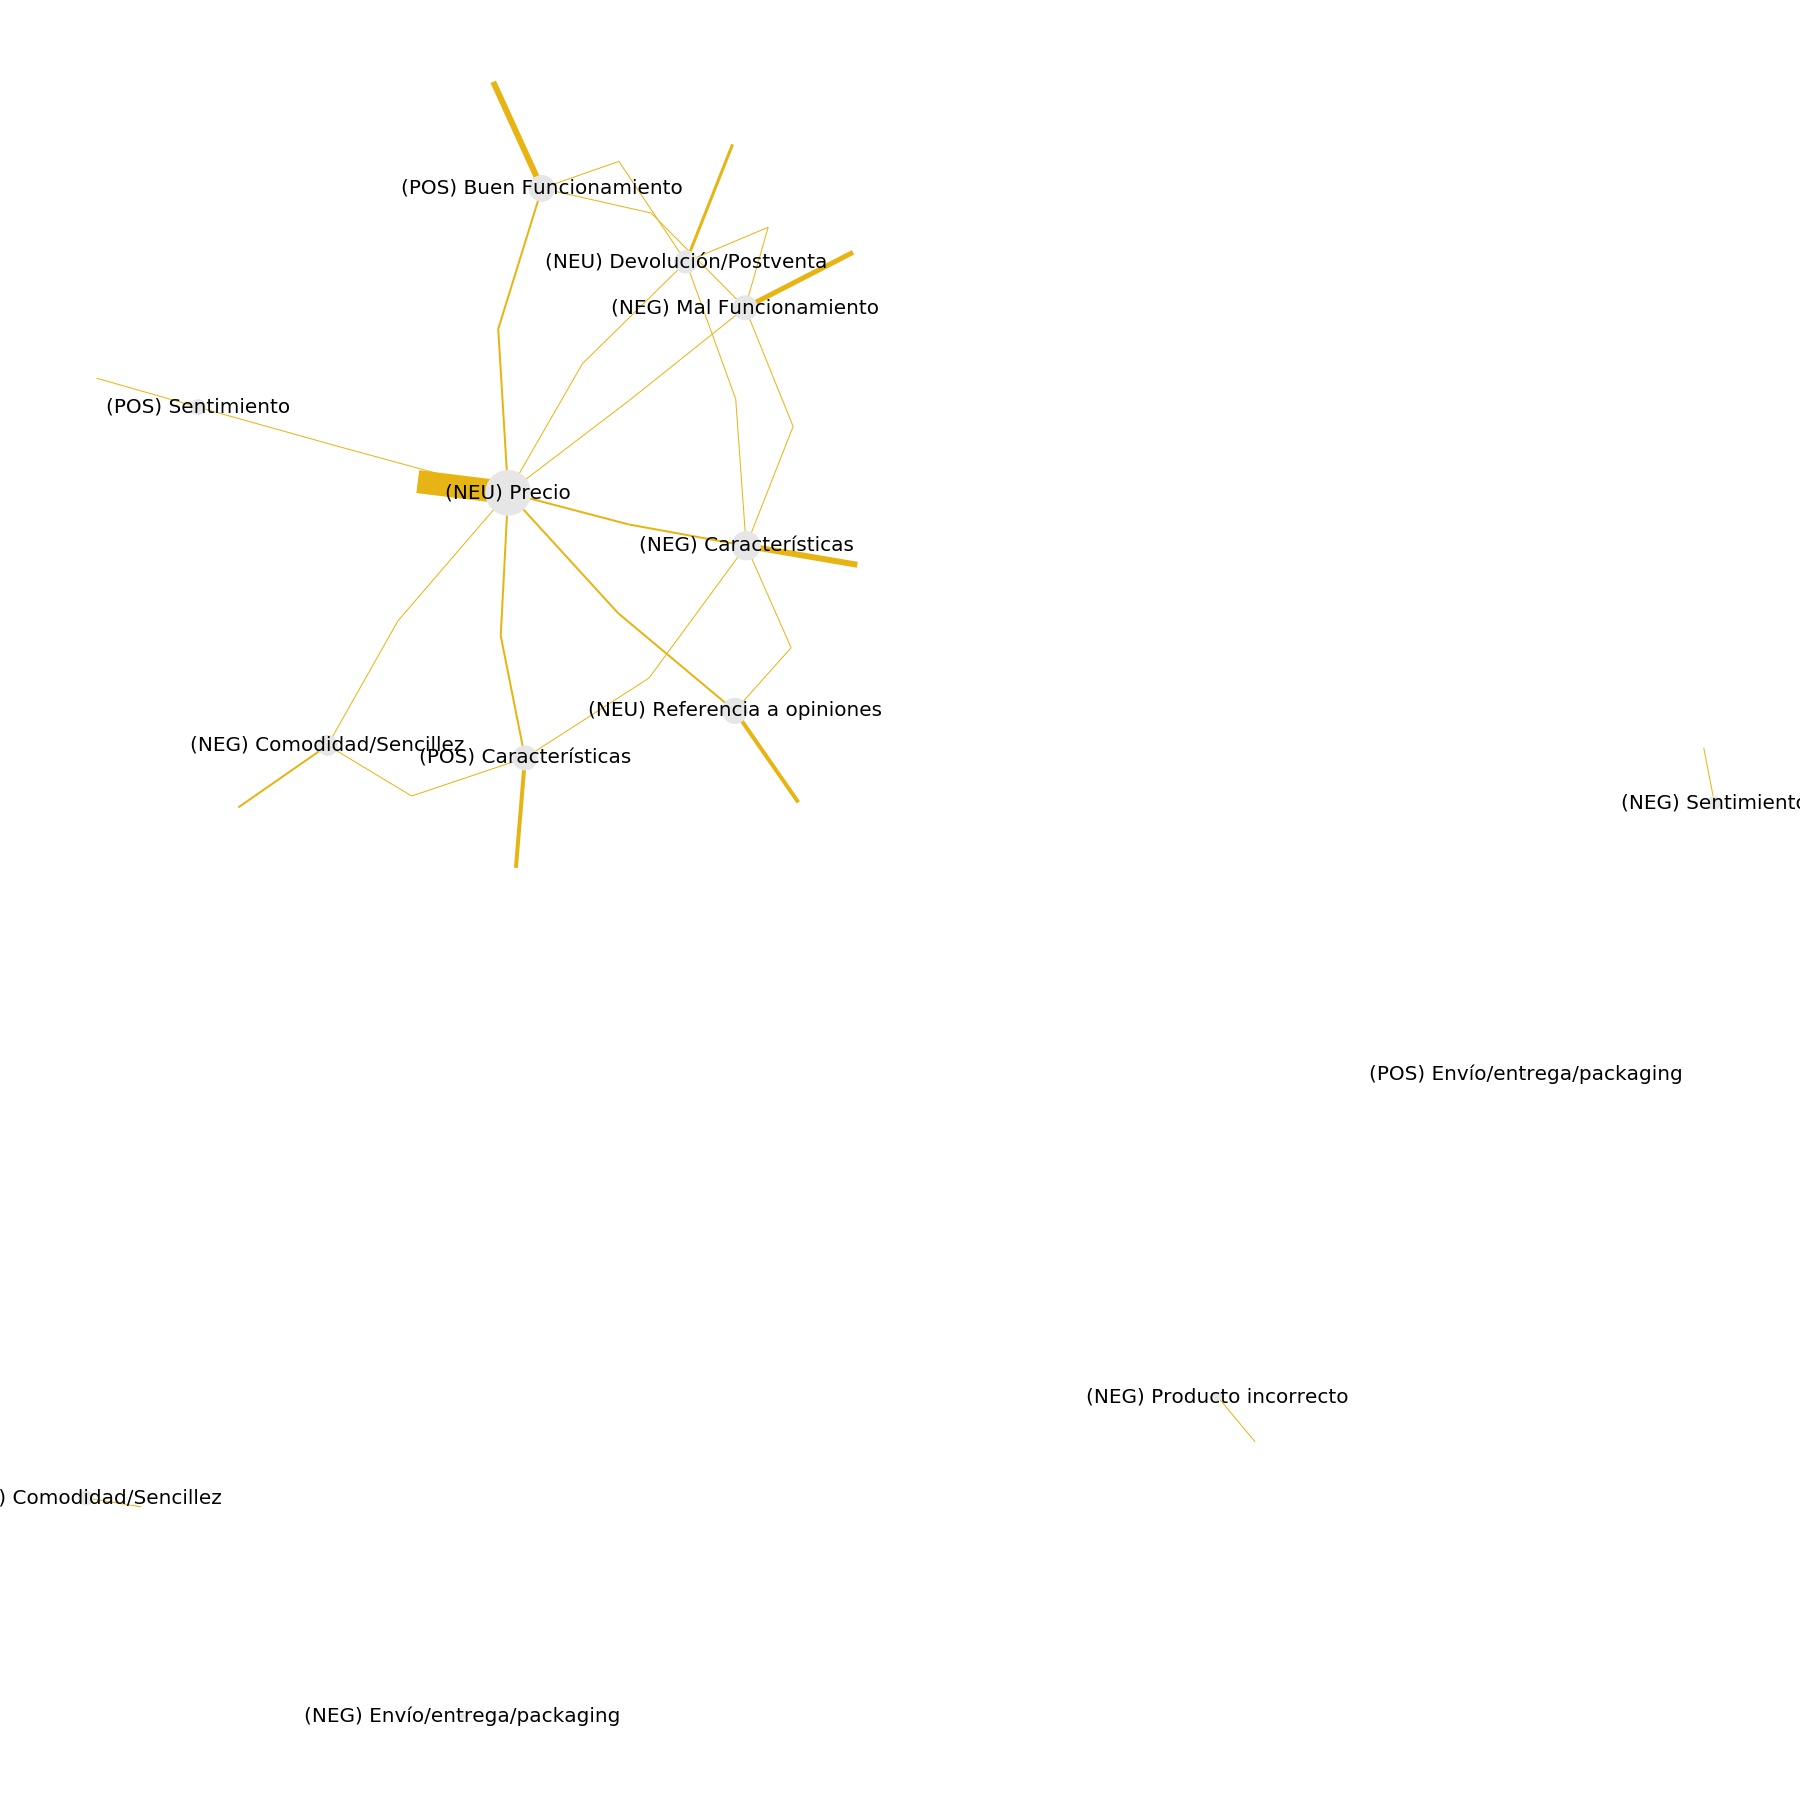 (POS) Buen Funcionamiento
(NEU) Devolución/Postventa
(NEG) Mal Funcionamiento
(POS) Sentimiento
(NEU) Precio
(NEG) Características
(NEU) Referencia a opiniones
(NEG) Comodidad/Sencillez
(POS) Características
(NEG) Sentimiento
(POS) Envío/entrega/packaging
(NEG) Producto incorrecto
) Comodidad/Sencillez
(NEG) Envío/entrega/packaging